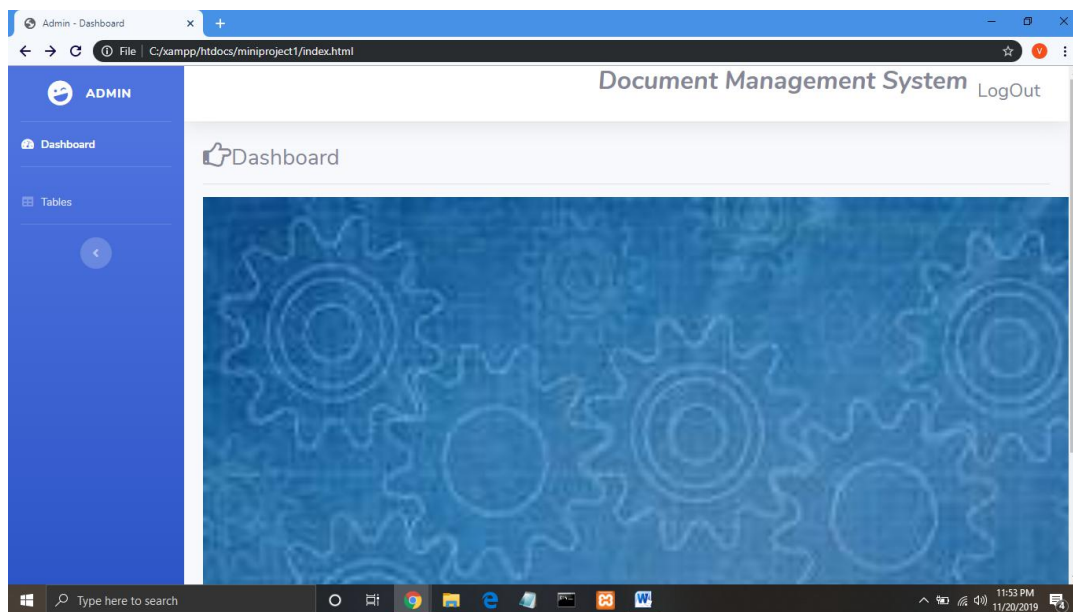 Admin - Dashboard
File | C:/xampp/htdocs/miniproject1/index.html
V
ADMIN
Document Management System
LogOut
Dashboard
Dashboard
Tables
Type here to search
W
11:53 PM
11/20/2019
4